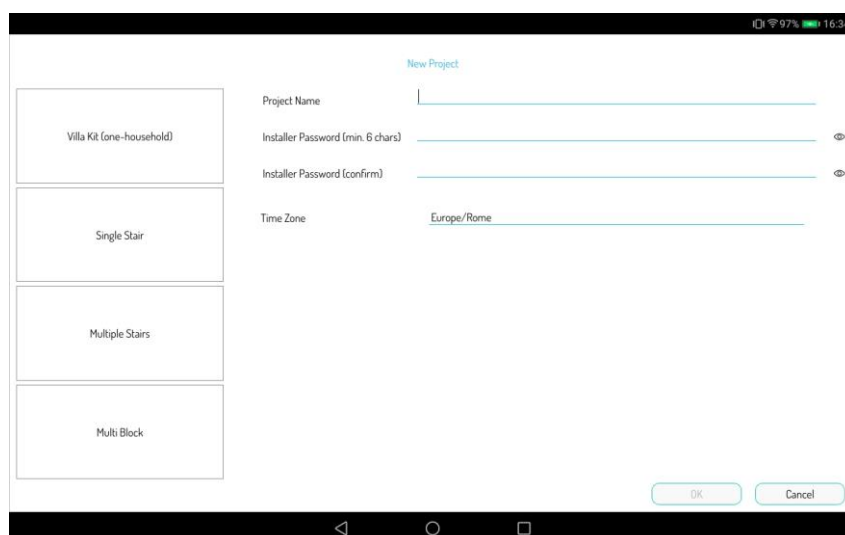 97% 16:3
New Project
Villa Kit (one-household)
Single Stair
Multiple Stairs
Multi Block
Project Name
Installer Password (min. 6 chars)
Installer Password (confirm)
Time Zone Europe/Rome
OK Cancel